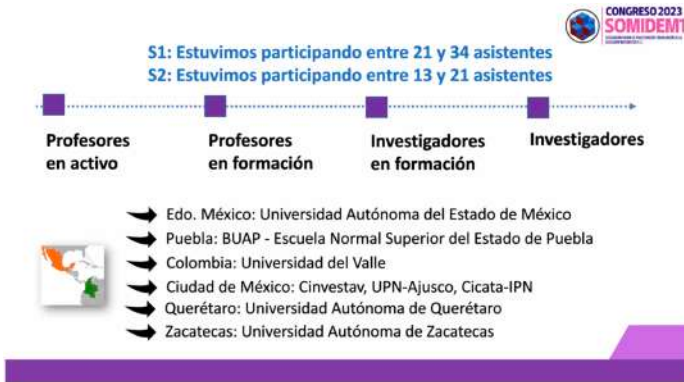 CONGRESO 2023
SOMIDEMT
S1: Estuvimos participando entre 21 y 34 asistentes
S2: Estuvimos participando entre 13 y 21 asistentes
Profesores
en activo
Profesores
en formación
Investigadores
en formación
Investigadores
Edo. México: Universidad Autónoma del Estado de México
Puebla: BUAP - Escuela Normal Superior del Estado de Puebla
Colombia: Universidad del Valle
Ciudad de México: Cinvestav, UPN-Ajusco, Cicata-IPN
Querétaro: Universidad Autónoma de Querétaro
Zacatecas: Universidad Autónoma de Zacatecas